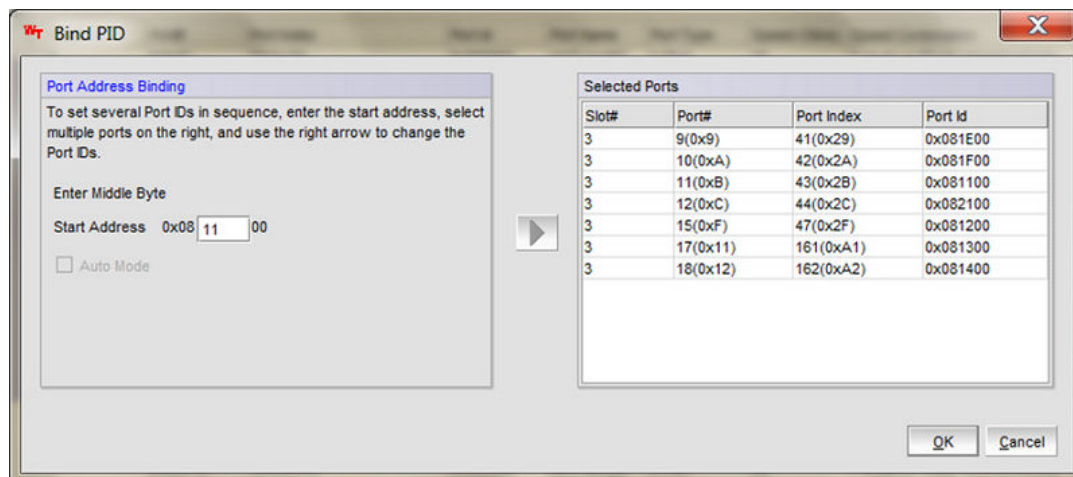 WT Bind PID
Port Address Binding
To set several Port IDs in sequence, enter the start address, select
multiple ports on the right, and use the right arrow to change the
Port IDs.
Enter Middle Byte
Start Address 0x08 11 00
Auto Mode
Selected Ports
Slot# Port# Port Index Port Id
3 9(0x9) 41(0x29) 0x081E00
3 10(0xA) 42(0x2A) 0x081F00
3 11(0xB) 43(0x2B) 0x081100
3 12(0xC) 44(0x2C) 0x082100
3 15(0xF) 47(0x2F) 0x081200
3 17(0x11) 161(0xA1) 0x081300
3 18(0x12) 162(0xA2) 0x081400
OK Cancel